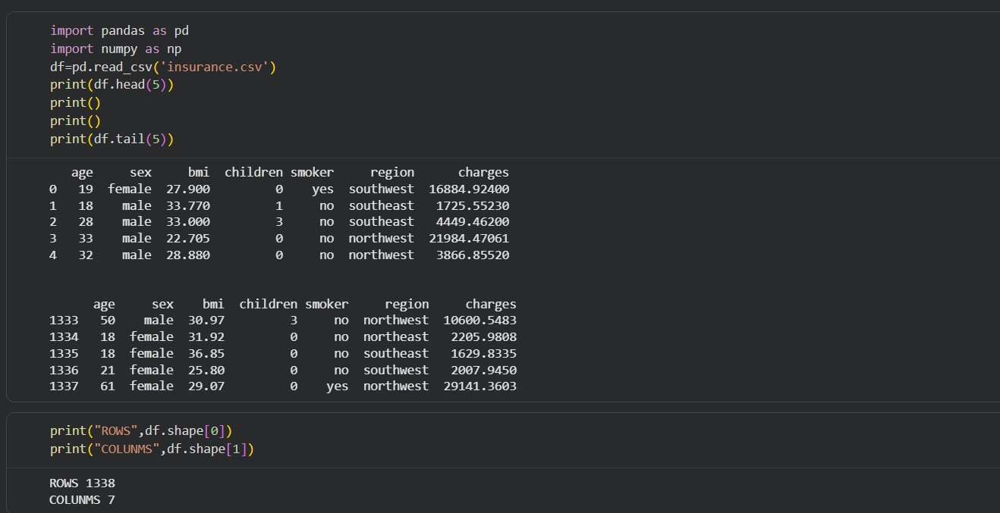 import pandas as pd
import numpy as np
df=pd.read_csv('insurance.csv')
print(df.head(5))
print()
print()
print(df.tail(5))
age sex bmi children smoker region charges
0 19 female 27.900 0 yes southwest 16884.92400
1 18 male 33.770 1 no southeast 1725.55230
2 28 male 33.000 3 no southeast 4449.46200
3 33 male 22.705 0 no northwest 21984.47061
4 32 male 28.880 0 no northwest 3866.85520
age sex bmi children smoker region charges
1333 50 male 30.97 3 no northwest 10600.5483
1334 18 female 31.92 0 no northeast 2205.9808
1335 18 female 36.85 0 no southeast 1629.8335
1336 21 female 25.80 0 no southwest 2007.9450
1337 61 female 29.07 0 yes northwest 29141.3603
print("ROWS",df.shape[0])
print("COLUNMS",df.shape[1])
ROWS 1338
COLUNMS 7